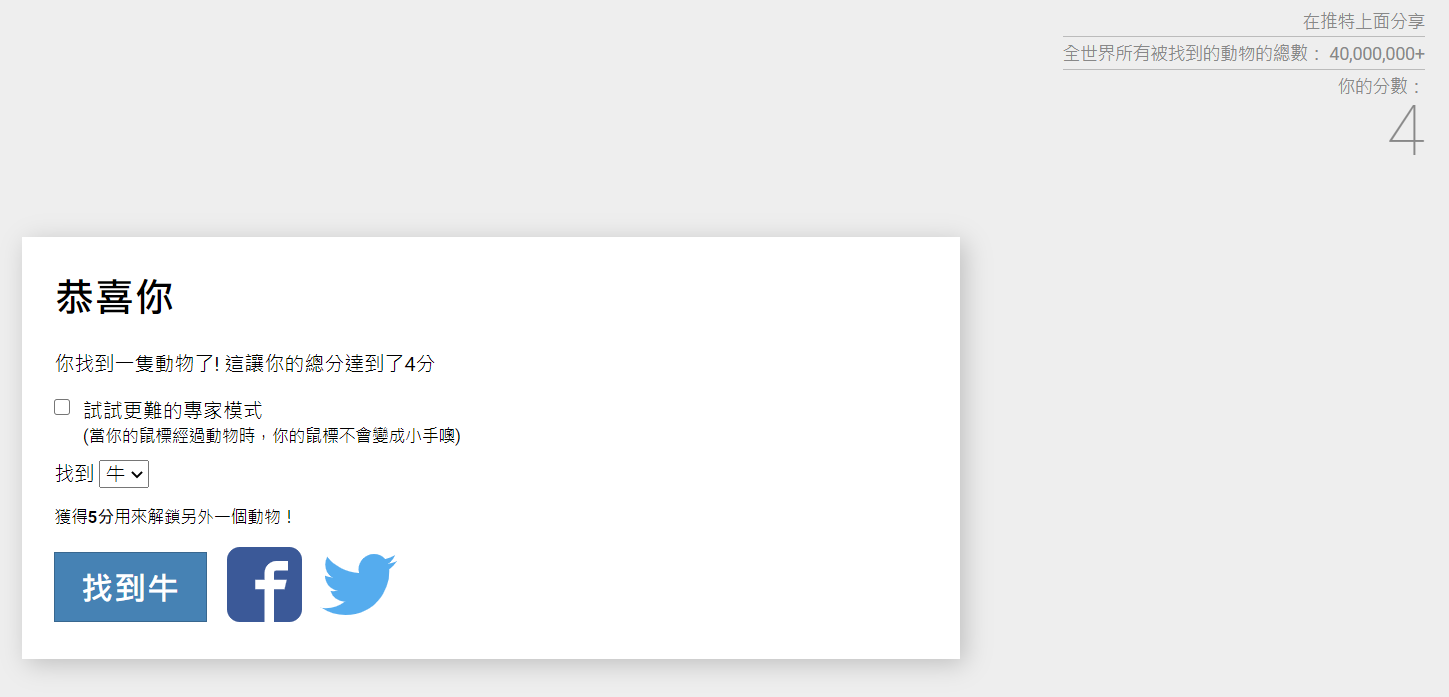 在推特上面分享
全世界所有被找到的動物的總數： 40,000,000+
你的分數：
4
恭喜你
你找到一隻動物了! 這讓你的總分達到了4分
試試更難的專家模式
(當你的鼠標經過動物時，你的鼠標不會變成小手噢)
找到 牛
獲得5分用來解鎖另外一個動物！
找到牛